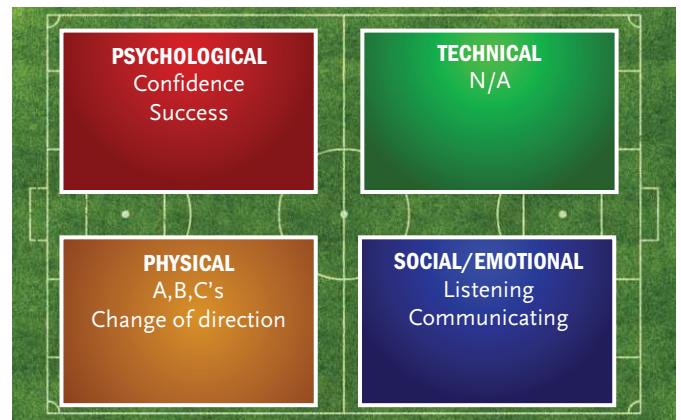 PSYCHOLOGICAL
Confidence
Success
TECHNICAL
N/A
PHYSICAL
A,B,C's
Change of direction
SOCIAL/EMOTIONAL
Listening
Communicating